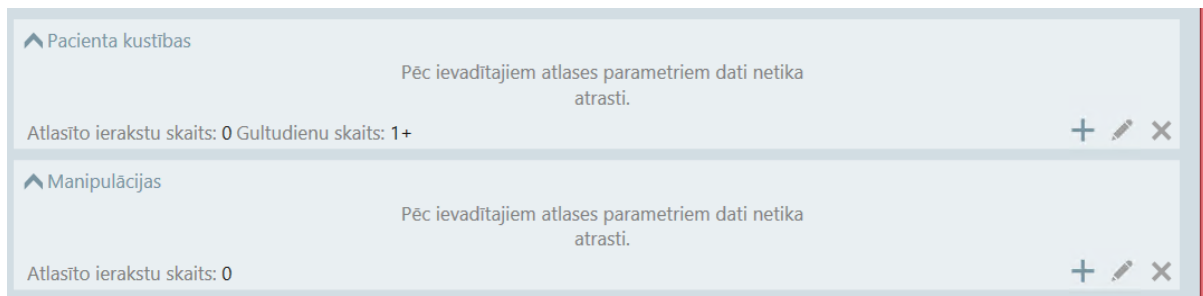 Pacienta kustības
Pēc ievadītajiem atlases parametriem dati netika
atrasti.
Atlasīto ierakstu skaits: 0 Gultudienu skaits: 1+
Manipulācijas
Pēc ievadītajiem atlases parametriem dati netika
atrasti.
Atlasīto ierakstu skaits: 0